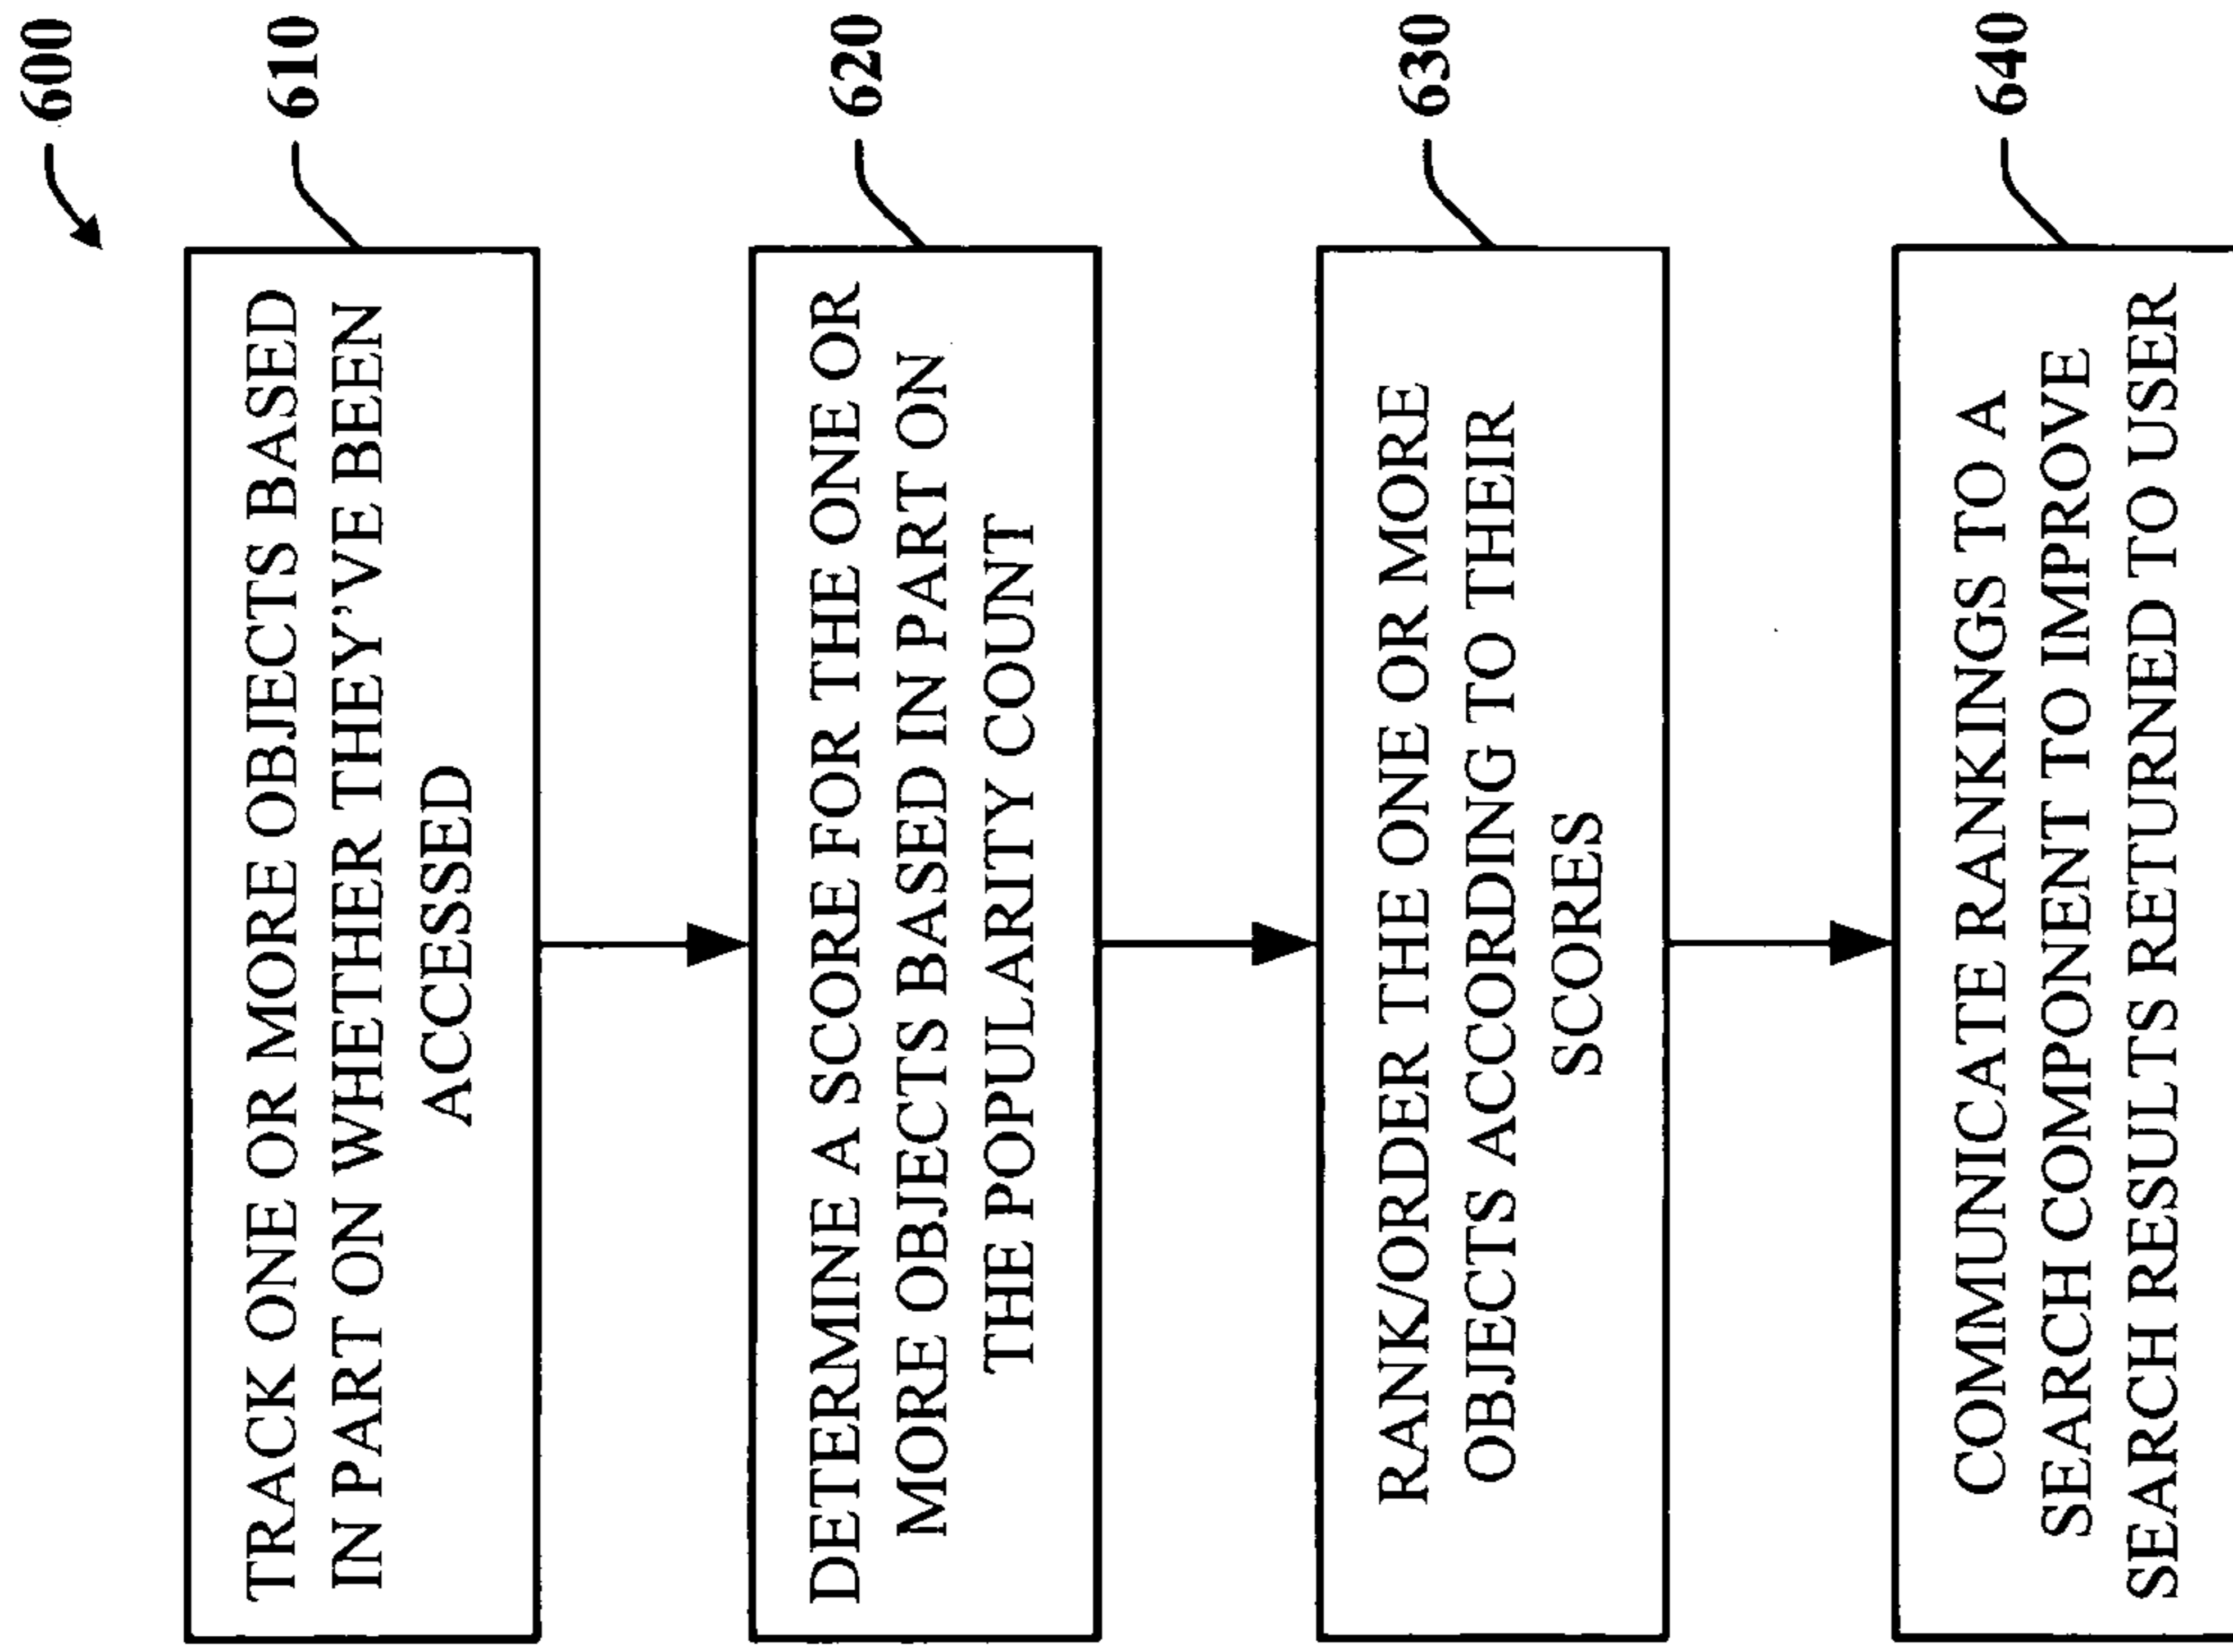 600
610
TRACK ONE OR MORE OBJECTS BASED
IN PART ON WHETHER THEY'VE BEEN
ACCESSED
620
DETERMINE A SCORE FOR THE ONE OR
MORE OBJECTS BASED IN PART ON
THE POPULARITY COUNT
630
RANK/ORDER THE ONE OR MORE
OBJECTS ACCORDING TO THEIR
SCORES
640
COMMUNICATE RANKINGS TO A
SEARCH COMPONENT TO IMPROVE
SEARCH RESULTS RETURNED TO USER